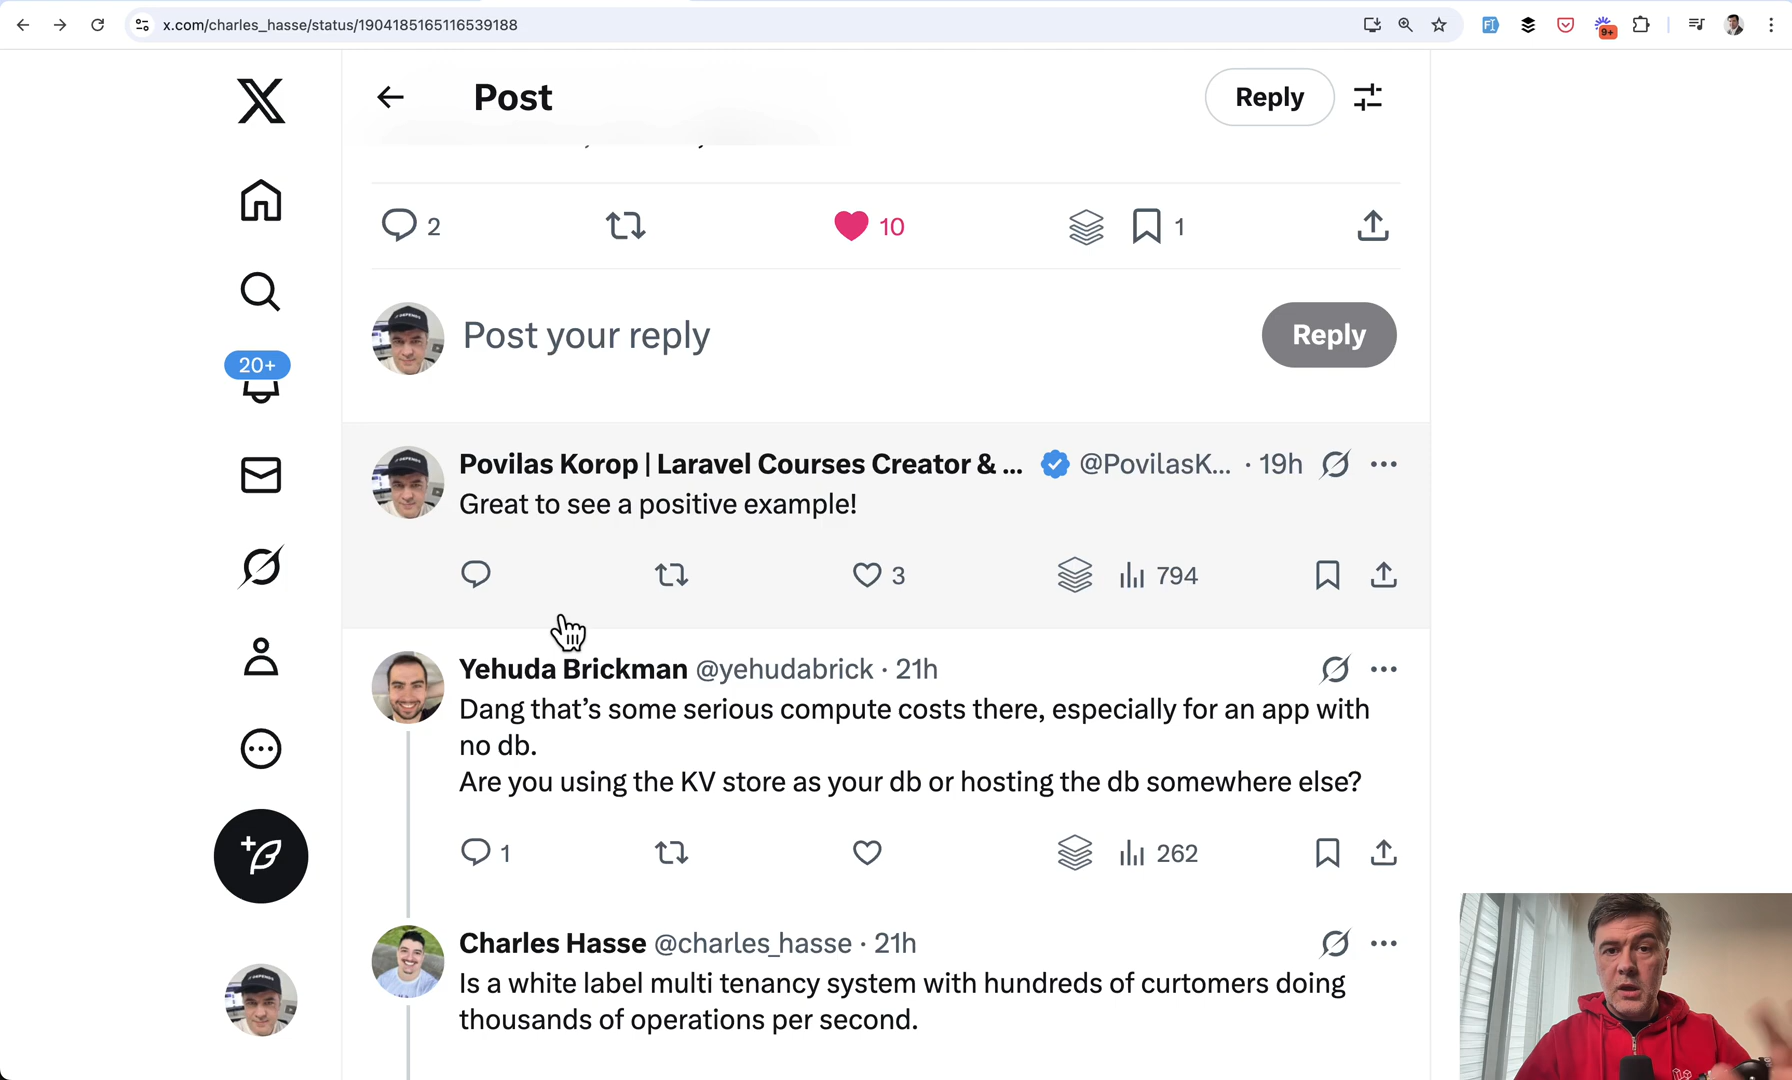 x.com/charles_hasse/status/1904185165116539188
9+
Post
Reply
2
10
1
Post your reply
Reply
20+
Povilas Korop | Laravel Courses Creator & ... @PovilasK... · 19h
Great to see a positive example!
3
794
Yehuda Brickman @yehudabrick · 21h
Dang that's some serious compute costs there, especially for an app with
no db.
Are you using the KV store as your db or hosting the db somewhere else?
1
262
Charles Hasse @charles_hasse · 21h
Is a white label multi tenancy system with hundreds of curtomers doing
thousands of operations per second.